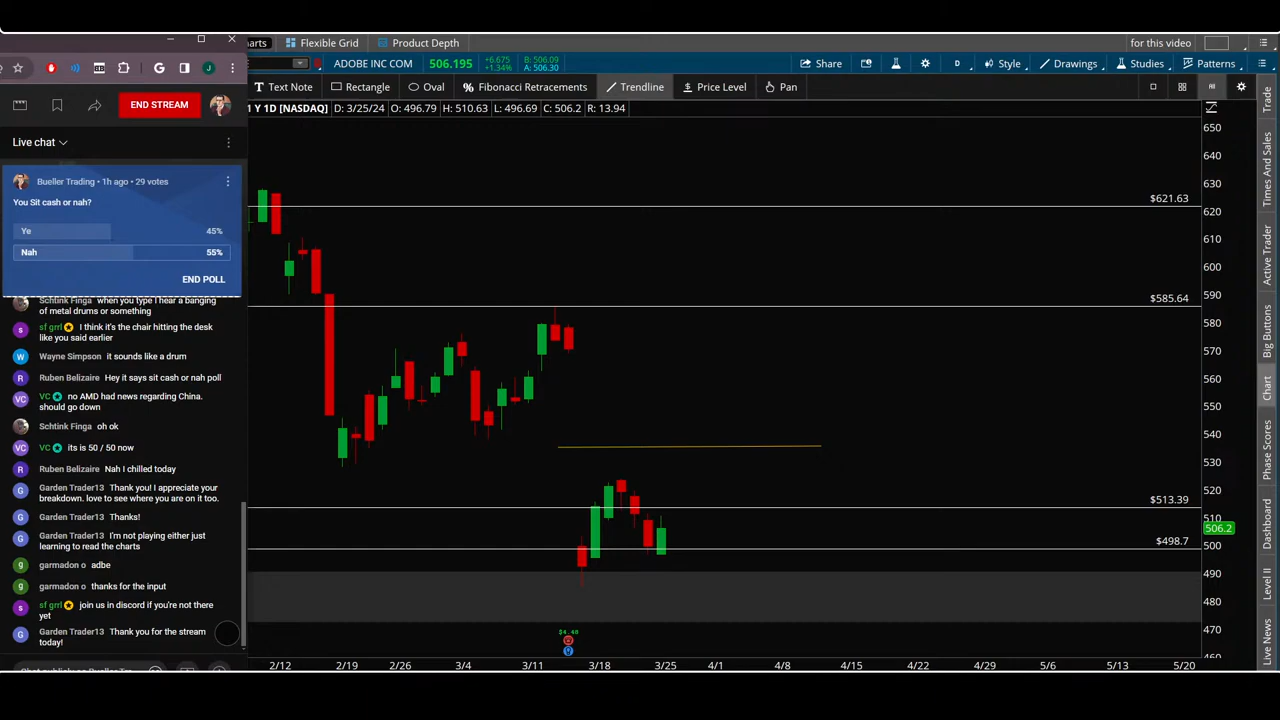 harts
Flexible Grid
Product Depth
for this video
ADOBE INC COM
506.195
+6.675
+1.34%
B: 506.09
A: 506.30
Share
Style
Drawings
Studies
Patterns
Text Note
Rectangle
Oval
Fibonacci Retracements
Trendline
Price Level
Pan
1 Y 1D [NASDAQ]
D: 3/25/24
O: 496.79
H: 510.63
L: 496.69
C: 506.2
R: 13.94
END STREAM
Live chat
Bueller Trading • 1h ago • 29 votes
You Sit cash or nah?
Ye
45%
Nah
55%
END POLL
Schtink Finga when you type I hear a banging
of metal drums or something
sf grrl I think it's the chair hitting the desk
like you said earlier
Wayne Simpson it sounds like a drum
Ruben Belizaire Hey it says sit cash or nah poll
VC no AMD had news regarding China.
should go down
Schtink Finga oh ok
VC its is 50 / 50 now
Ruben Belizaire Nah I chilled today
Garden Trader13 Thank you! I appreciate your
breakdown. love to see where you are on it too.
Garden Trader13 Thanks!
Garden Trader13 I'm not playing either just
learning to read the charts
garmadon o adbe
garmadon o thanks for the input
sf grrl join us in discord if you're not there
yet
Garden Trader13 Thank you for the stream
today!
$621.63
$585.64
$513.39
$498.7
$4.48
650
640
630
620
610
600
590
580
570
560
550
540
530
520
510
506.2
500
490
480
470
460
2/12
2/19
2/26
3/4
3/11
3/18
3/25
4/1
4/8
4/15
4/22
4/29
5/6
5/13
5/20
Trade
Times And Sales
Active Trader
Big Buttons
Chart
Phase Scores
Dashboard
Level II
Live News